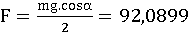 F = mg.cosα / 2 = 92,0899